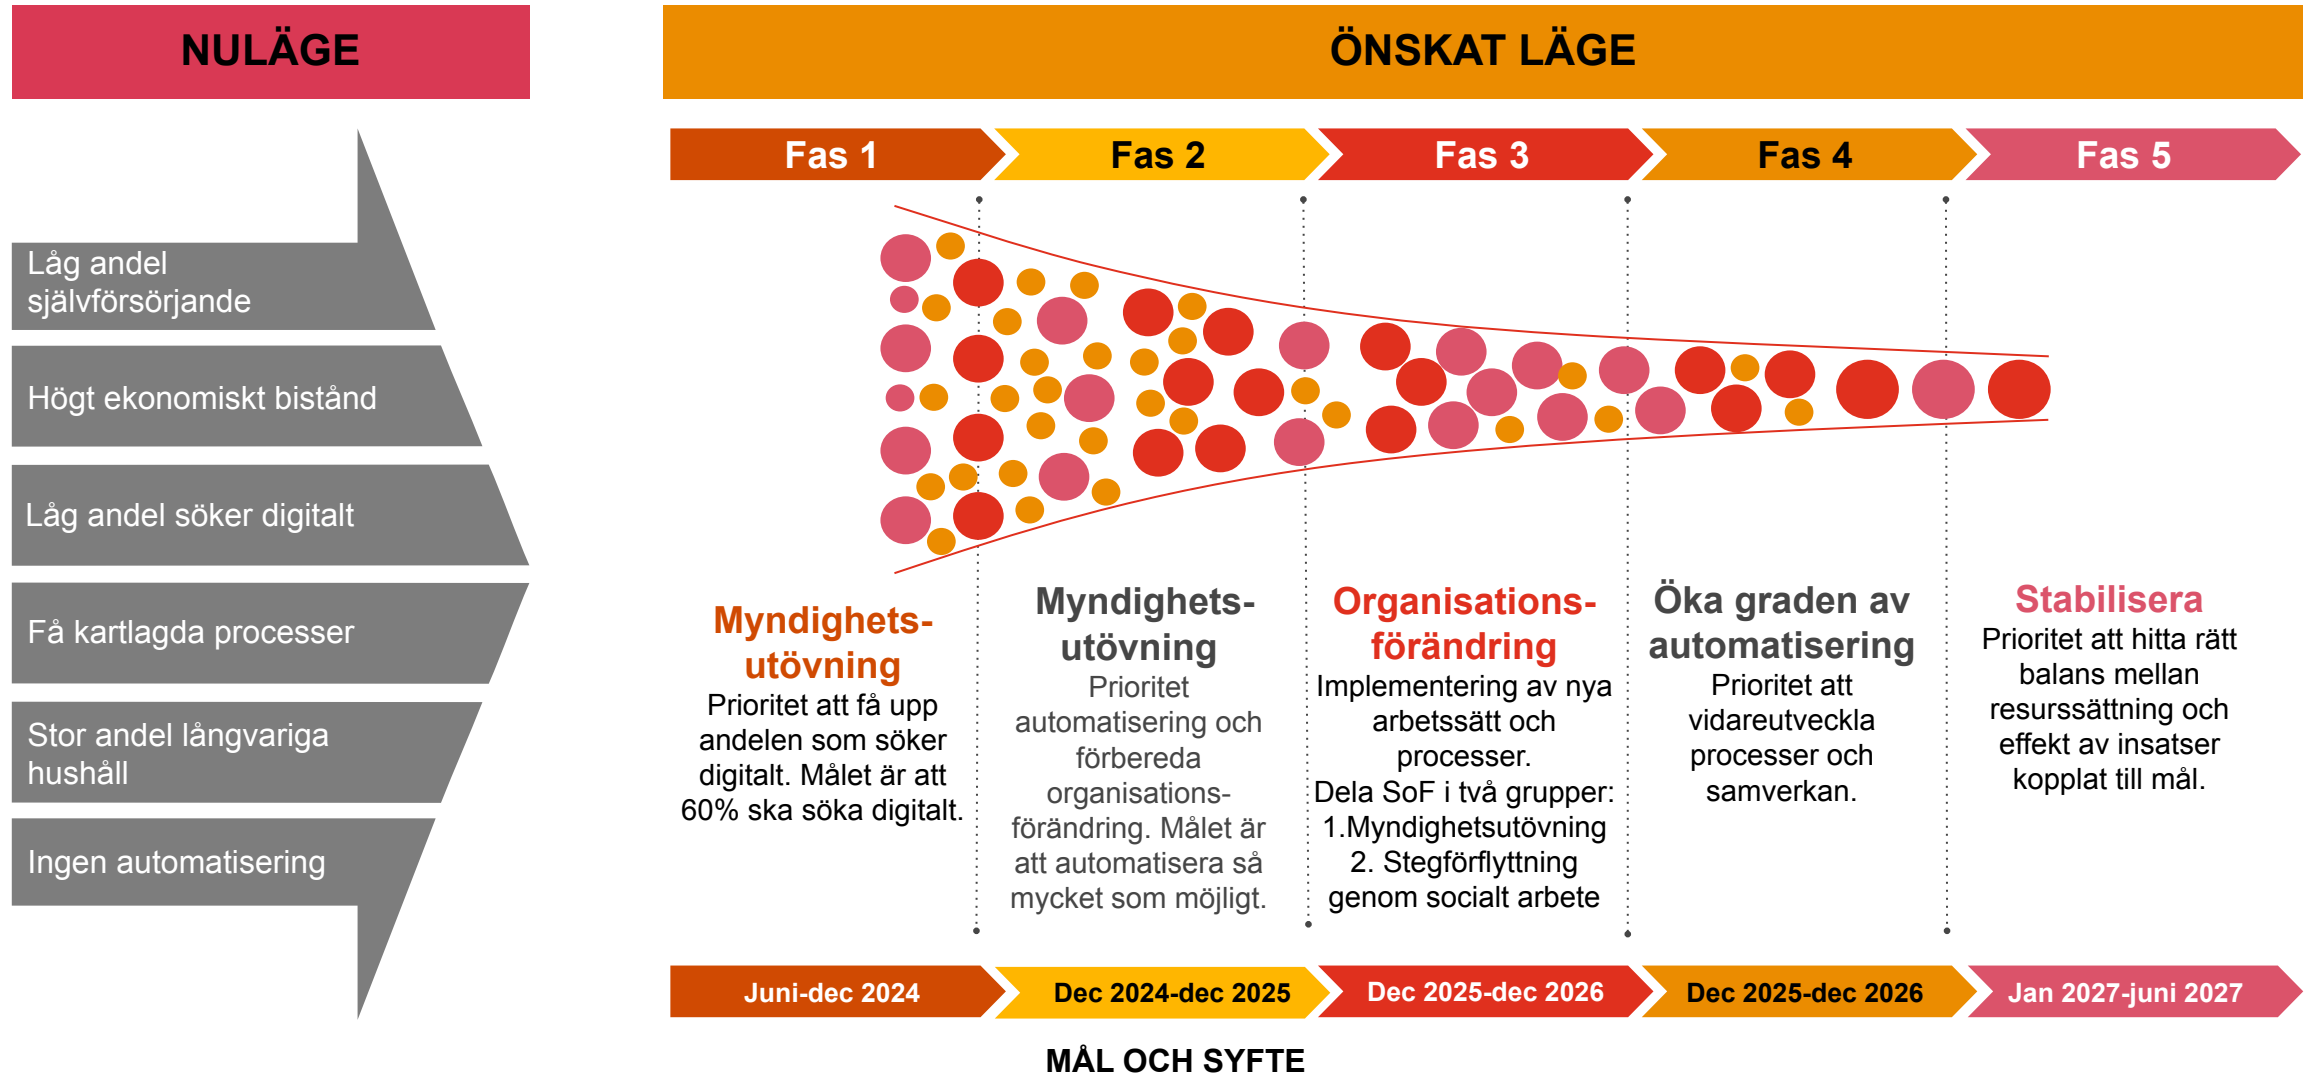 NULÄGE
ÖNSKAT LÄGE
Låg andel
självförsörjande
Högt ekonomiskt bistånd
Låg andel söker digitalt
Få kartlagda processer
Stor andel långvariga
hushåll
Ingen automatisering
Fas 1
Fas 2
Fas 3
Fas 4
Fas 5
Myndighets-
utövning
Prioritet att få upp
andelen som söker
digitalt. Målet är att
60% ska söka digitalt.
Myndighets-
utövning
Prioritet
automatisering och
förbereda
organisations-
förändring. Målet är
att automatisera så
mycket som möjligt.
Organisations-
förändring
Implementering av nya
arbetssätt och
processer.
Dela SoF i två grupper:
1.Myndighetsutövning
2. Stegförflyttning
genom socialt arbete
Öka graden av
automatisering
Prioritet att
vidareutveckla
processer och
samverkan.
Stabilisera
Prioritet att hitta rätt
balans mellan
resurssättning och
effekt av insatser
kopplat till mål.
Juni-dec 2024
Dec 2024-dec 2025
Dec 2025-dec 2026
Dec 2025-dec 2026
Jan 2027-juni 2027
MÅL OCH SYFTE